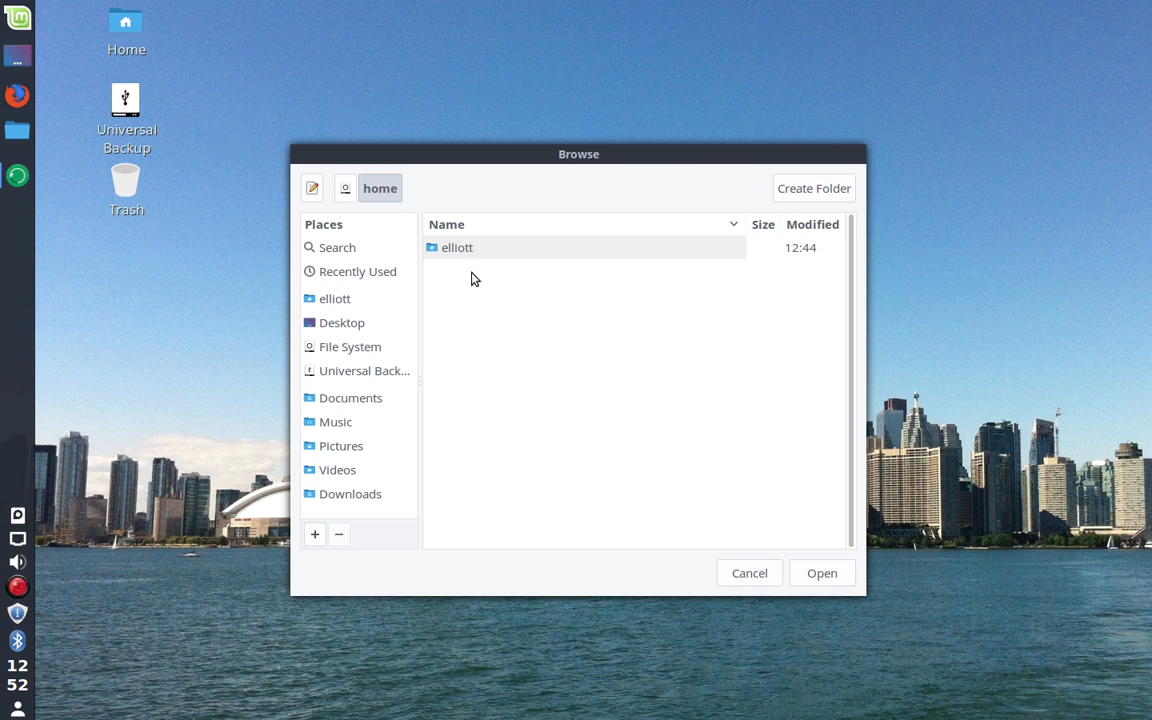 Home
Universal
Backup
Trash
Browse
home
Create Folder
Places
Name
Size
Modified
Search
elliott
12:44
Recently Used
elliott
Desktop
File System
Universal Back...
Documents
Music
Pictures
Videos
Downloads
+
−
Cancel
Open
12
52